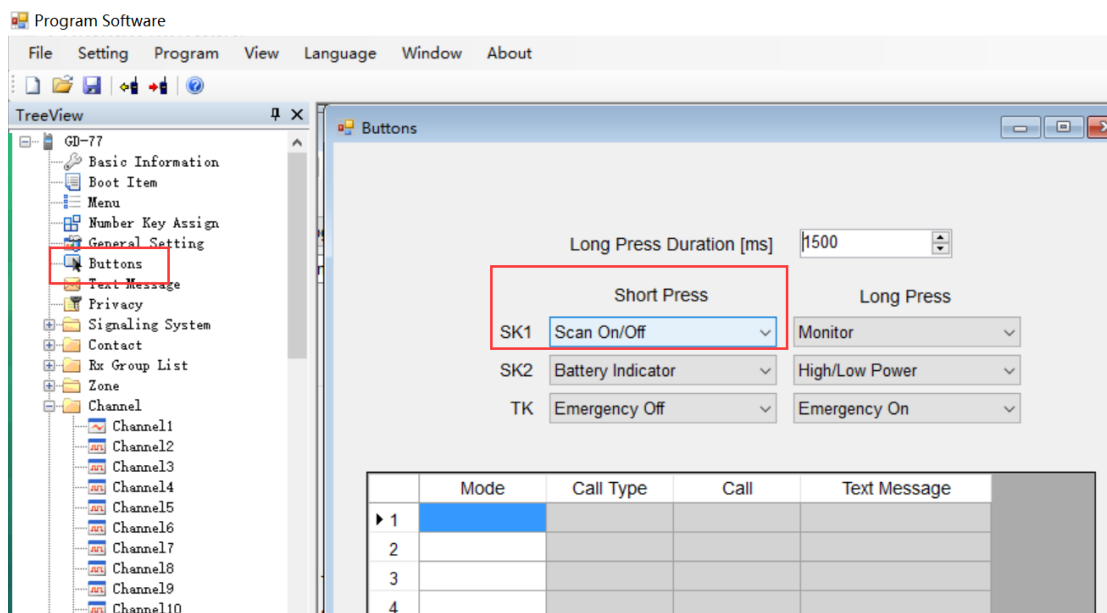 Program Software
File Setting Program View Language Window About
TreeView
GD-77
Basic Information
Boot Item
Menu
Number Key Assign
General Setting
Buttons
Text Message
Privacy
Signaling System
Contact
Rx Group List
Zone
Channel
Channel1
Channel2
Channel3
Channel4
Channel5
Channel6
Channel7
Channel8
Channel9
Channel10
Buttons
Long Press Duration [ms] 1500
Short Press Long Press
SK1 Scan On/Off Monitor
SK2 Battery Indicator High/Low Power
TK Emergency Off Emergency On
Mode Call Type Call Text Message
1
2
3
4